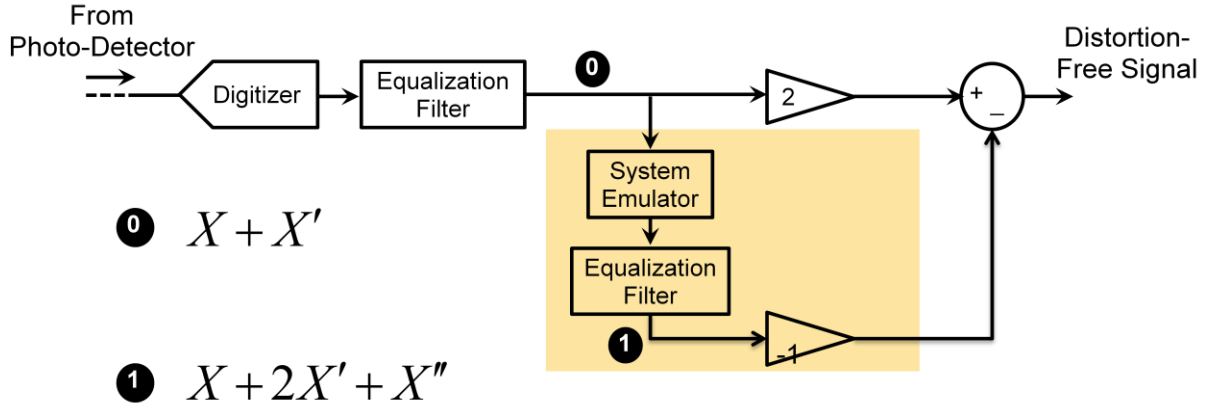 From
Photo-Detector
Digitizer
Equalization
Filter
0
2
+
–
Distortion-
Free Signal
System
Emulator
Equalization
Filter
1
-1
0 X + X′
1 X + 2X′ + X″